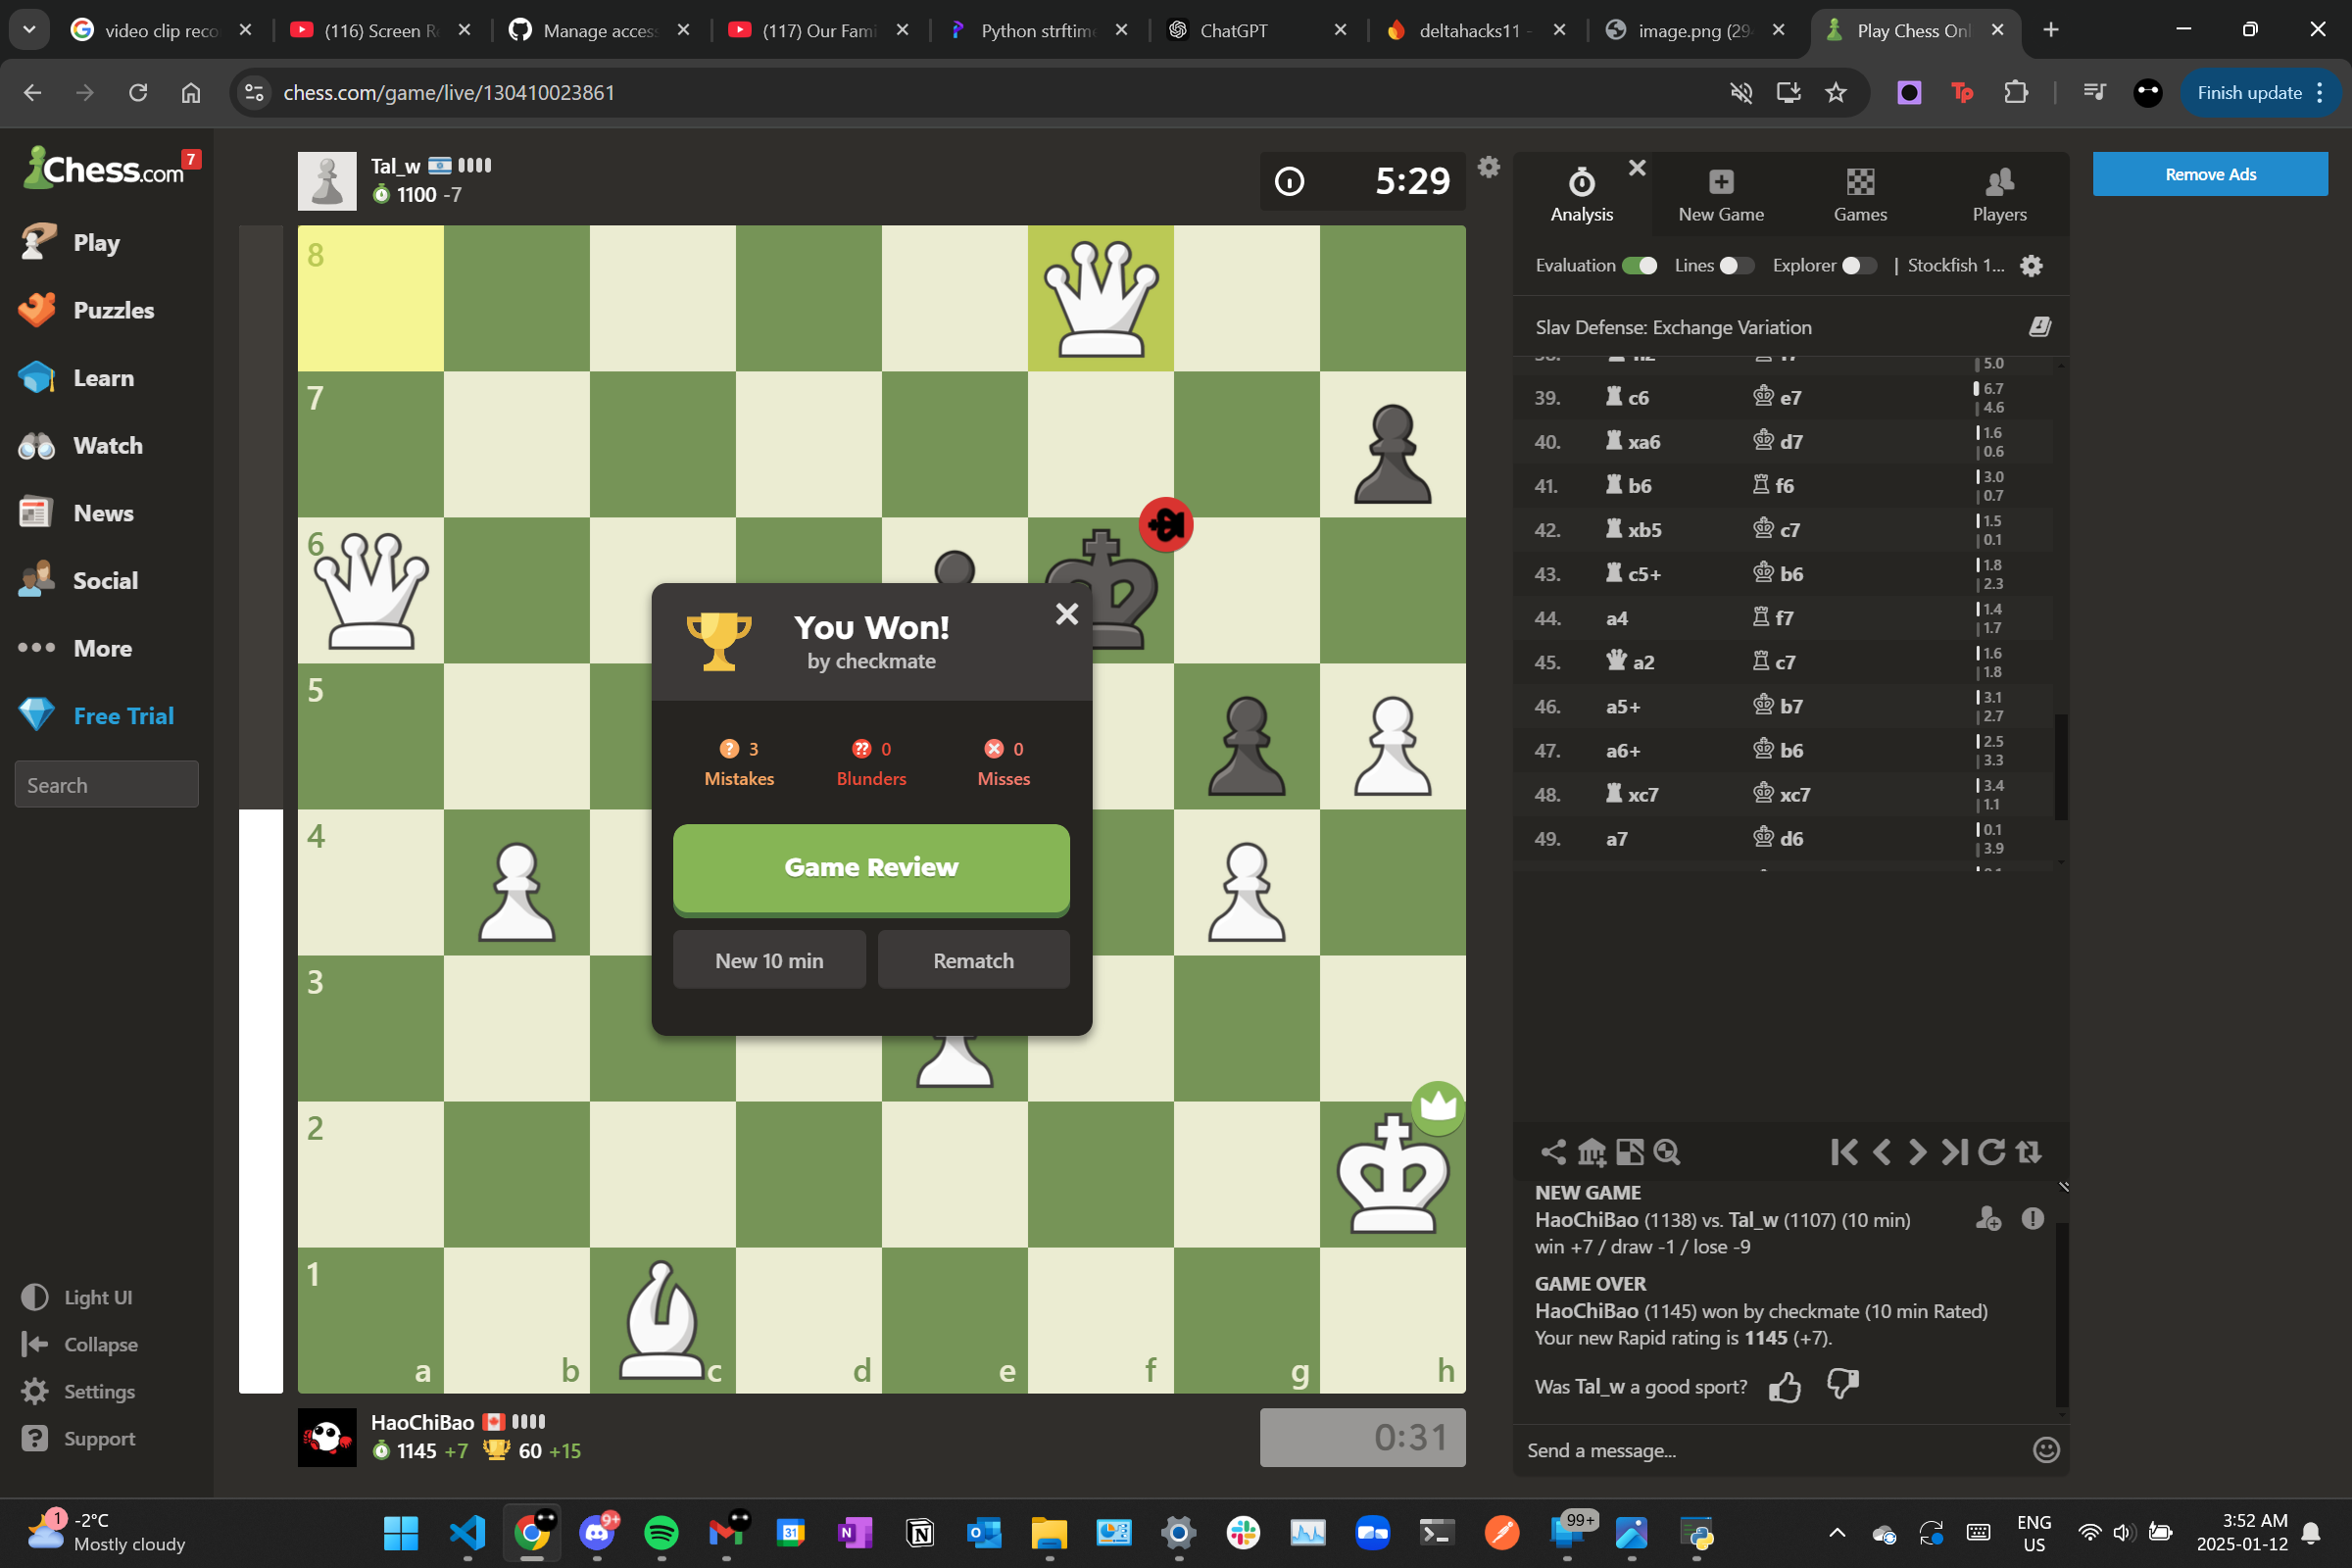 video clip reco
(116) Screen Re
Manage access
(117) Our Fami
Python strftime
ChatGPT
deltahacks11 -
image.png (29
Play Chess Onl
chess.com/game/live/130410023861
Finish update
Chess.com
7
Play
Puzzles
Learn
Watch
News
Social
More
Free Trial
Search
Light UI
Collapse
Settings
Support
Tal_w
1100 -7
5:29
8
7
6
5
4
3
2
1
a
b
c
d
e
f
g
h
You Won!
by checkmate
3
Mistakes
0
Blunders
0
Misses
Game Review
New 10 min
Rematch
HaoChiBao
1145 +7 60 +15
0:31
Analysis
New Game
Games
Players
Evaluation Lines Explorer | Stockfish 1...
Slav Defense: Exchange Variation
5.0
39. c6 e7 6.7
4.6
40. xa6 d7 1.6
0.6
41. b6 f6 3.0
0.7
42. xb5 c7 1.5
0.1
43. c5+ b6 1.8
2.3
44. a4 f7 1.4
1.7
45. a2 c7 1.6
1.8
46. a5+ b7 3.1
2.7
47. a6+ b6 2.5
3.3
48. xc7 xc7 3.4
1.1
49. a7 d6 0.1
3.9
NEW GAME
HaoChiBao (1138) vs. Tal_w (1107) (10 min)
win +7 / draw -1 / lose -9
GAME OVER
HaoChiBao (1145) won by checkmate (10 min Rated)
Your new Rapid rating is 1145 (+7).
Was Tal_w a good sport?
Send a message...
Remove Ads
1
-2°C
Mostly cloudy
9+
31
99+
ENG
US
3:52 AM
2025-01-12